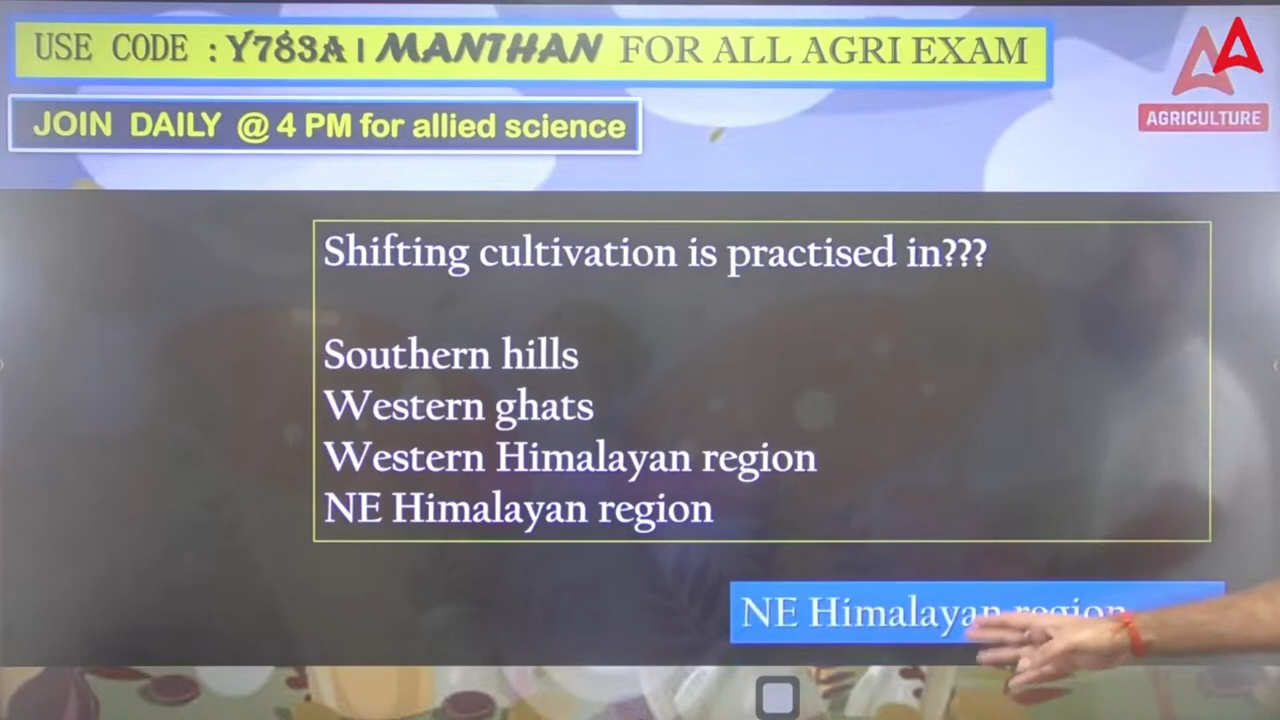 USE CODE : Y783A | MANTHAN FOR ALL AGRI EXAM
JOIN DAILY @ 4 PM for allied science
AGRICULTURE
Shifting cultivation is practised in???
Southern hills
Western ghats
Western Himalayan region
NE Himalayan region
NE Himalayan region